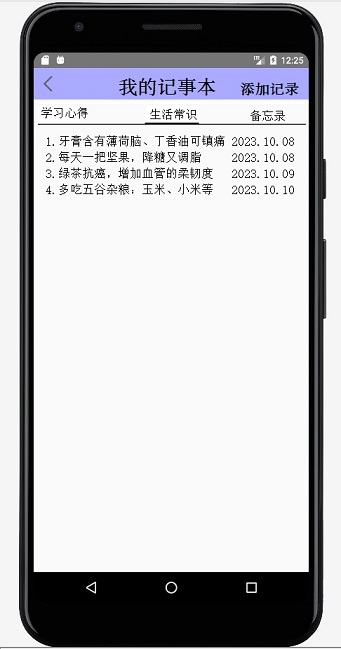 12:25
我的记事本 添加记录
学习心得 生活常识 备忘录
1.牙膏含有薄荷脑、丁香油可镇痛 2023.10.08
2.每天一把坚果，降糖又调脂 2023.10.08
3.绿茶抗癌，增加血管的柔韧度 2023.10.09
4.多吃五谷杂粮：玉米、小米等 2023.10.10